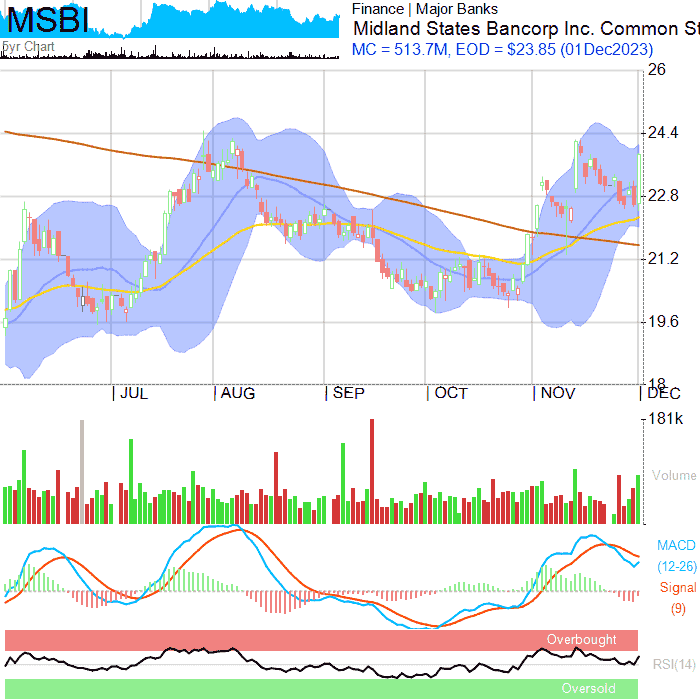 MSBI
5yr Chart
Finance | Major Banks
Midland States Bancorp Inc. Common St
MC = 513.7M, EOD = $23.85 (01Dec2023)
26
24.4
22.8
21.2
19.6
18
JUL AUG SEP OCT NOV DEC
181k
Volume
MACD
(12-26)
Signal
(9)
Overbought
RSI(14)
Oversold